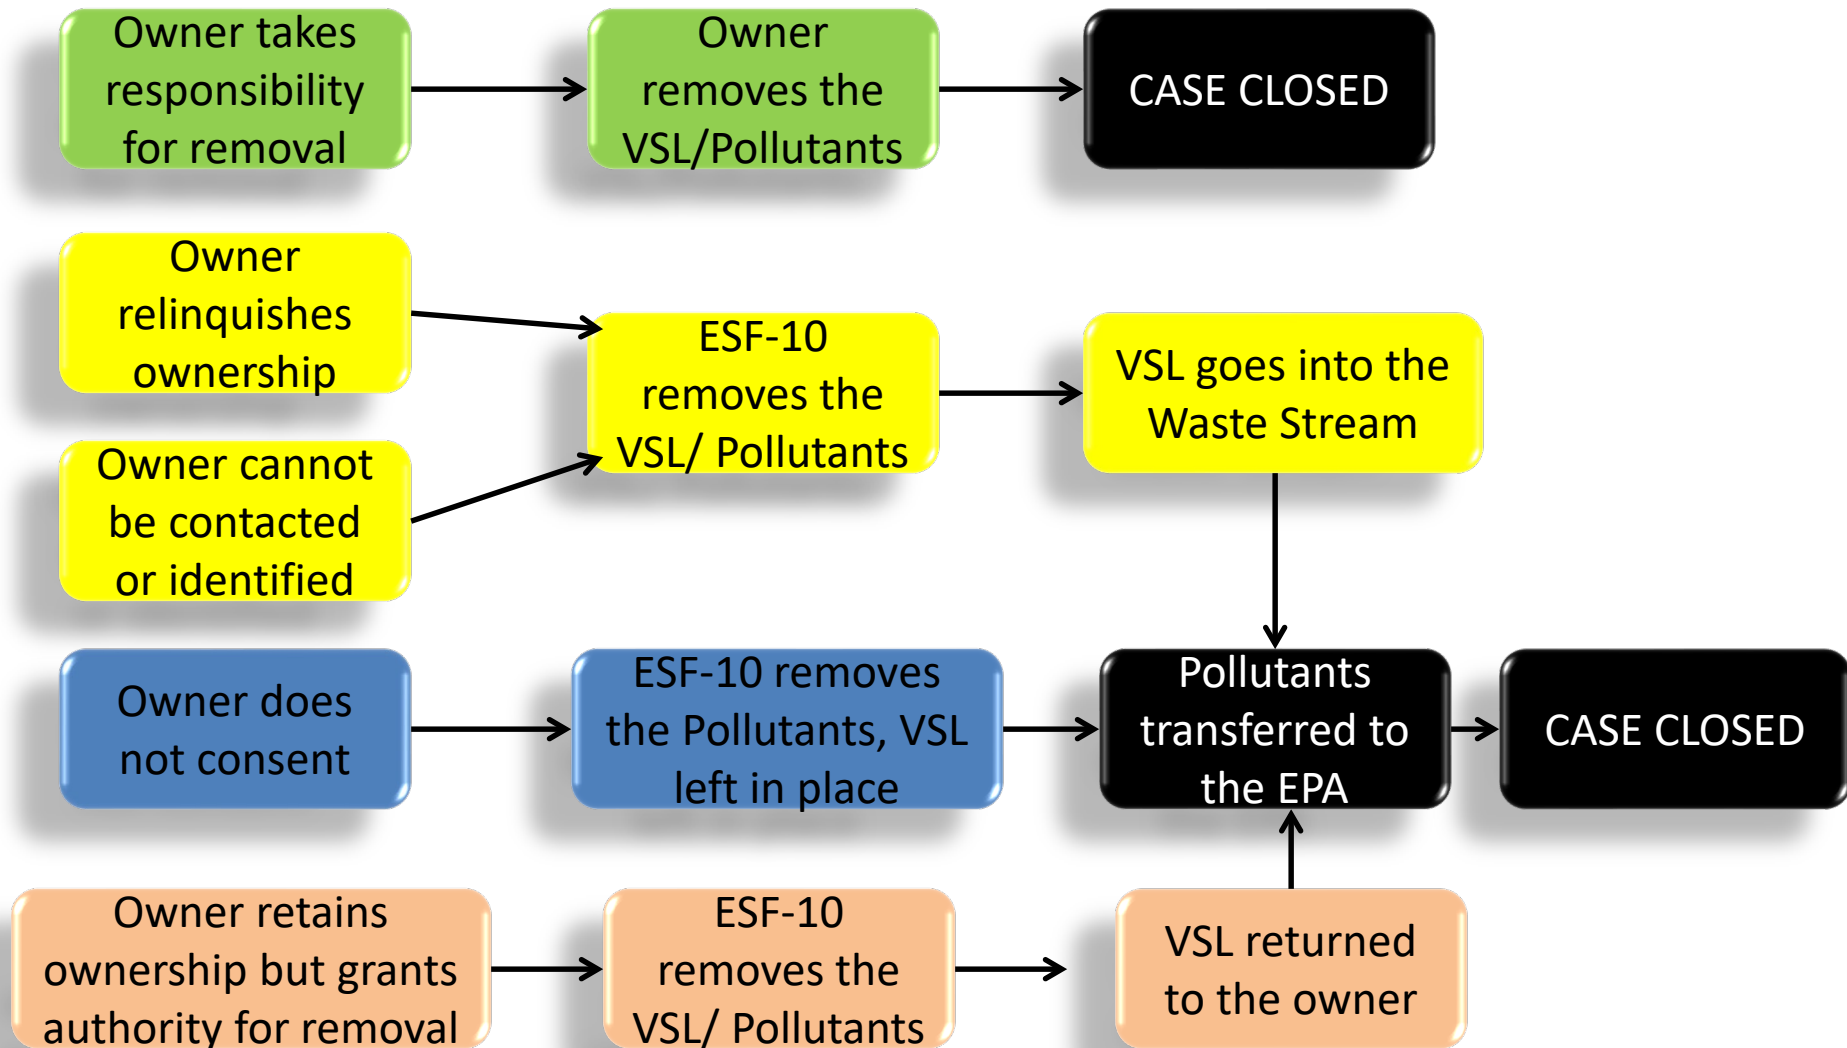 Owner takes
responsibility
for removal
Owner
removes the
VSL/Pollutants
CASE CLOSED
Owner
relinquishes
ownership
Owner cannot
be contacted
or identified
ESF-10
removes the
VSL/ Pollutants
VSL goes into the
Waste Stream
Owner does
not consent
ESF-10 removes
the Pollutants, VSL
left in place
Pollutants
transferred to
the EPA
CASE CLOSED
Owner retains
ownership but grants
authority for removal
ESF-10
removes the
VSL/ Pollutants
VSL returned
to the owner